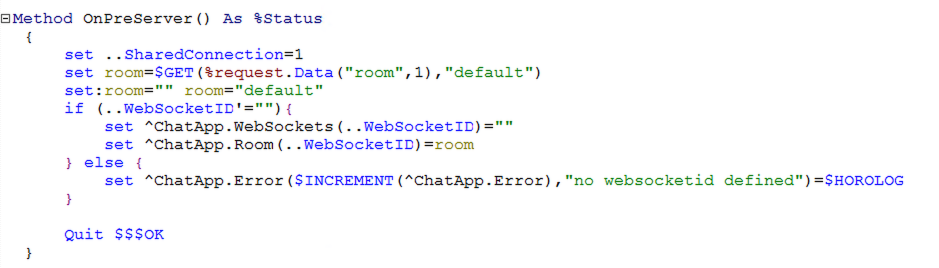 Method OnPreServer() As %Status
{
set ..SharedConnection=1
set room=$GET(%request.Data("room",1),"default")
set:room="" room="default"
if (..WebSocketID'=""){
set ^ChatApp.WebSockets(..WebSocketID)=""
set ^ChatApp.Room(..WebSocketID)=room
} else {
set ^ChatApp.Error($INCREMENT(^ChatApp.Error),"no websocketid defined")=$HOROLOG
}
Quit $$$OK
}